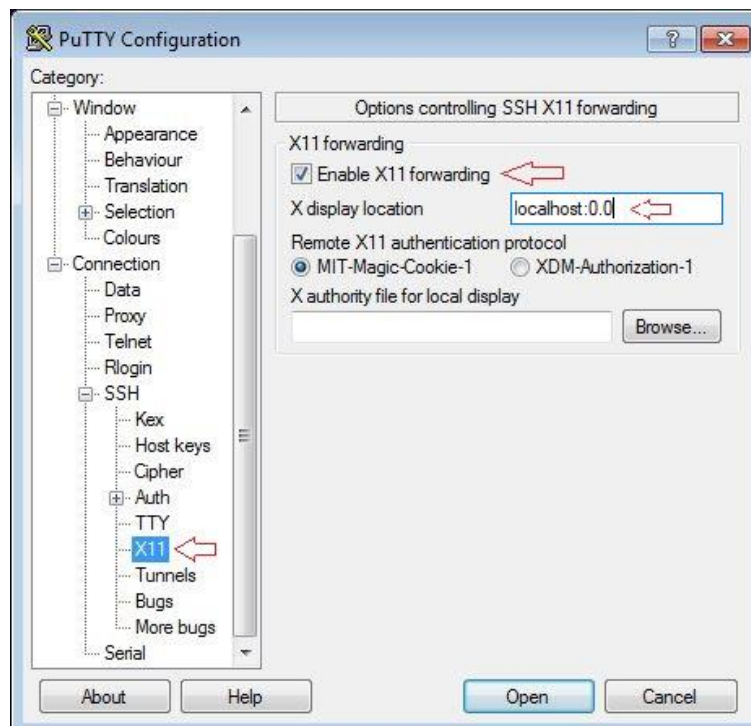 PuTTY Configuration
Category:
Window
Appearance
Behaviour
Translation
Selection
Colours
Connection
Data
Proxy
Telnet
Rlogin
SSH
Kex
Host keys
Cipher
Auth
TTY
X11
Tunnels
Bugs
More bugs
Serial
Options controlling SSH X11 forwarding
X11 forwarding
Enable X11 forwarding
X display location localhost:0.0
Remote X11 authentication protocol
MIT-Magic-Cookie-1 XDM-Authorization-1
X authority file for local display
Browse...
About Help Open Cancel